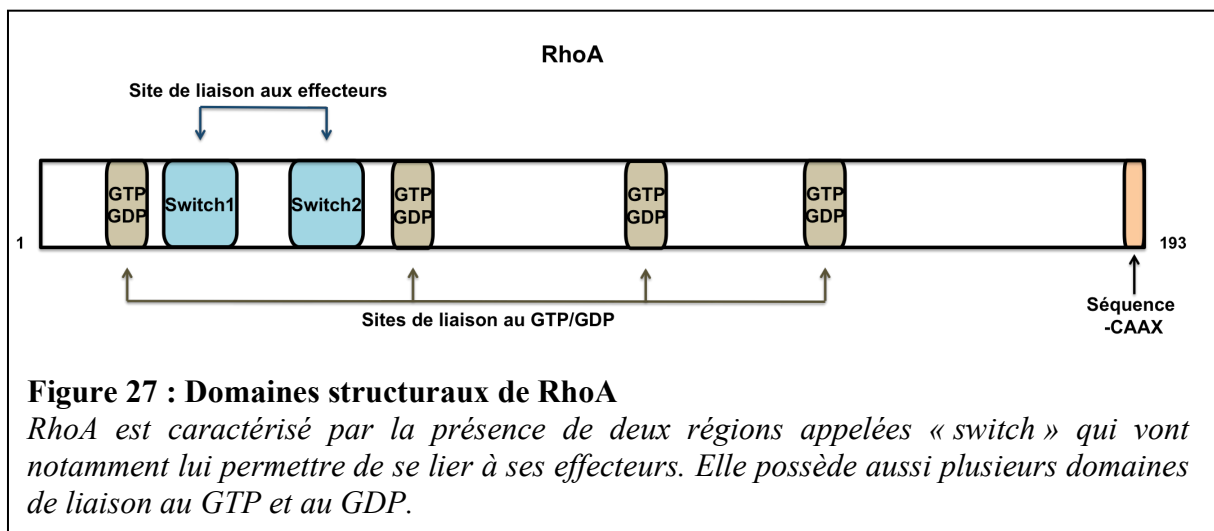 RhoA
Site de liaison aux effecteurs
GTP GDP
Switch1
Switch2
GTP GDP
GTP GDP
GTP GDP
1
193
Sites de liaison au GTP/GDP
Séquence
-CAAX
Figure 27 : Domaines structuraux de RhoA
RhoA est caractérisé par la présence de deux régions appelées « switch » qui vont
notamment lui permettre de se lier à ses effecteurs. Elle possède aussi plusieurs domaines
de liaison au GTP et au GDP.